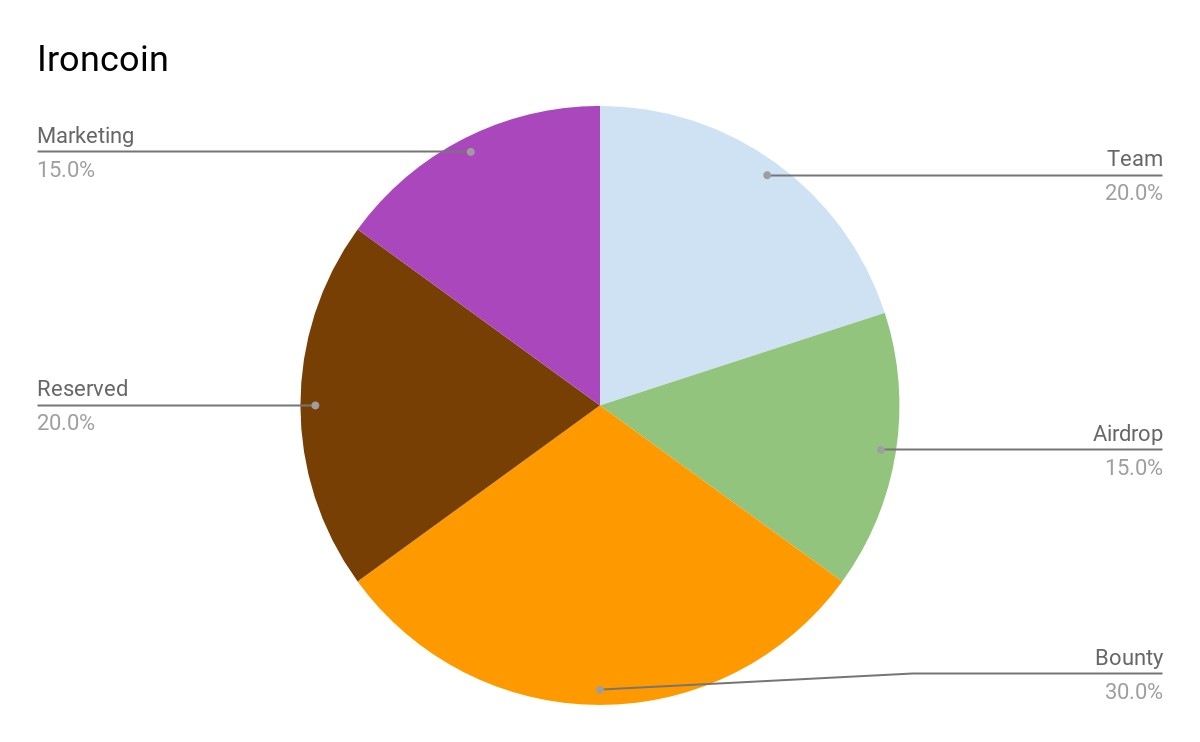 Ironcoin
Marketing
15.0%
Team
20.0%
Reserved
20.0%
Airdrop
15.0%
Bounty
30.0%